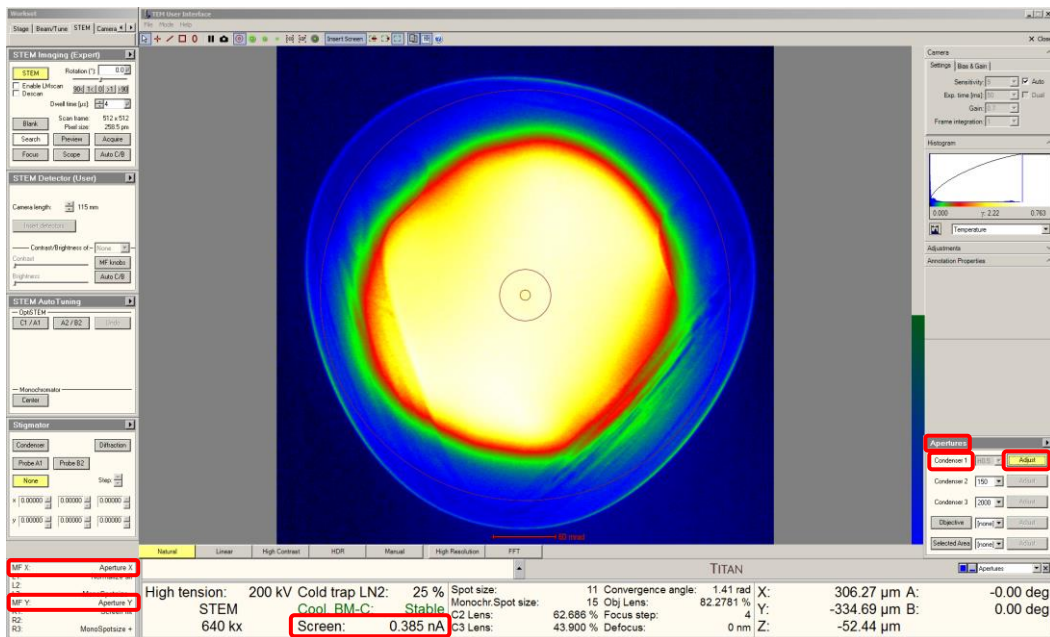 Workset
TEM User Interface
Stage Beam/Tune STEM Camera
File Mode Help
Insert Screen
Close
STEM Imaging (Expert)
STEM
Rotation (°): 0.0
Enable LMscan
Descan
Dwell time (µs) 4
Scan frame: 512 x 512
Pixel size: 258.5 pm
Blank
Search Preview Acquire
Focus Scope Auto C/B
STEM Detector (User)
Camera length: 115 mm
Insert detectors
Contrast/Brightness of None
Contrast
MF knobs
Brightness
Auto C/B
STEM AutoTuning
OptiSTEM
C1 / A1 A2 / B2 Undo
Monochromator
Center
Stigmator
Condenser Diffraction
Probe A1 Probe B2
None Step:
x 0.00000 0.00000 0.00000
y 0.00000 0.00000 0.00000
MF X: Aperture X
L2:
MF Y: Aperture Y
R2:
R3: MonoSpotsize +
Camera
Settings Bias & Gain
Sensitivity: 9 Auto
Exp. time [ms]: 50 Dual
Gain: 0.1
Frame integration: 1
Histogram
0.000 γ: 2.22 0.763
Temperature
Adjustments
Annotation Properties
Apertures
Condenser 1 Adjust
Condenser 2 150 Adjust
Condenser 3 2000 Adjust
Objective [none] Adjust
Selected Area [none] Adjust
60 mrad
Natural Linear High Contrast HDR Manual High Resolution FFT
TITAN
Apertures
High tension: 200 kV
STEM
640 kx
Cold trap LN2: 25 %
Cool. BM-C: Stable
Screen: 0.385 nA
Spot size: 11
Monochr.Spot size: 15
C2 Lens: 62.686 %
C3 Lens: 43.900 %
Convergence angle: 1.41 rad
Obj Lens: 82.2781 %
Focus step: 4
Defocus: 0 nm
X: 306.27 µm A: -0.00 deg
Y: -334.69 µm B: 0.00 deg
Z: -52.44 µm